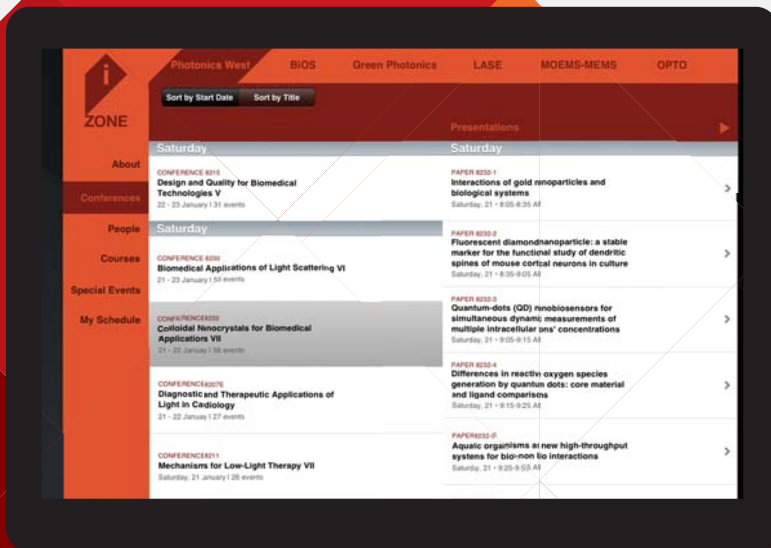 i
ZONE
Photonics West
BiOS
Green Photonics
LASE
MOEMS-MEMS
OPTO
Sort by Start Date
Sort by Title
About
Conferences
People
Courses
Special Events
My Schedule
Saturday
CONFERENCE 8215
Design and Quality for Biomedical
Technologies V
22 - 23 January | 31 events
Saturday
CONFERENCE 8230
Biomedical Applications of Light Scattering VI
21 - 23 January | 53 events
CONFERENCE8232
Colloidal Nanocrystals for Biomedical
Applications VII
21 - 22 January | 56 events
CONFERENCE8207E
Diagnostic and Therapeutic Applications of
Light in Cardiology
21 - 22 January | 27 events
CONFERENCE8211
Mechanisms for Low-Light Therapy VII
Saturday, 21 January | 26 events
Presentations
Saturday
PAPER 8232-1
Interactions of gold nanoparticles and
biological systems
Saturday, 21 • 8:05-8:35 AM
PAPER 8232-2
Fluorescent diamond nanoparticle: a stable
marker for the functional study of dendritic
spines of mouse cortical neurons in culture
Saturday, 21 • 8:35-9:05 AM
PAPER 8232-3
Quantum-dots (QD) nanobiosensors for
simultaneous dynamic measurements of
multiple intracellular ions' concentrations
Saturday, 21 • 9:05-9:15 AM
PAPER 8232-4
Differences in reactive oxygen species
generation by quantum dots: core material
and ligand comparisons
Saturday, 21 • 9:15-9:25 AM
PAPER8232-5
Aquatic organisms as new high-throughput
systems for bio-non bio interactions
Saturday, 21 • 9:25-9:55 AM